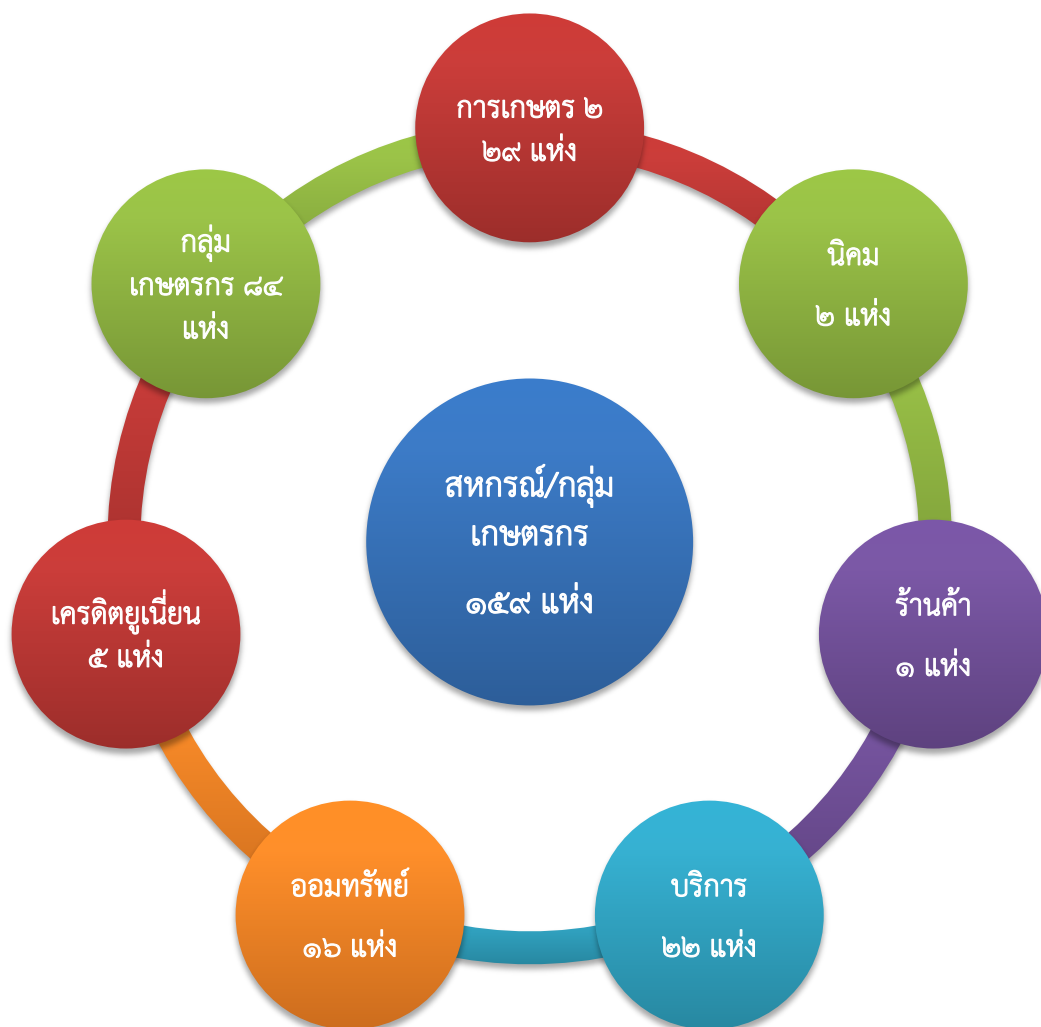 การเกษตร ๒
๒๙ แห่ง
นิคม
๒ แห่ง
ร้านค้า
๑ แห่ง
บริการ
๒๒ แห่ง
ออมทรัพย์
๑๖ แห่ง
เครดิตยูเนี่ยน
๕ แห่ง
กลุ่ม
เกษตรกร ๘๔
แห่ง
สหกรณ์/กลุ่ม
เกษตรกร
๑๕๙ แห่ง